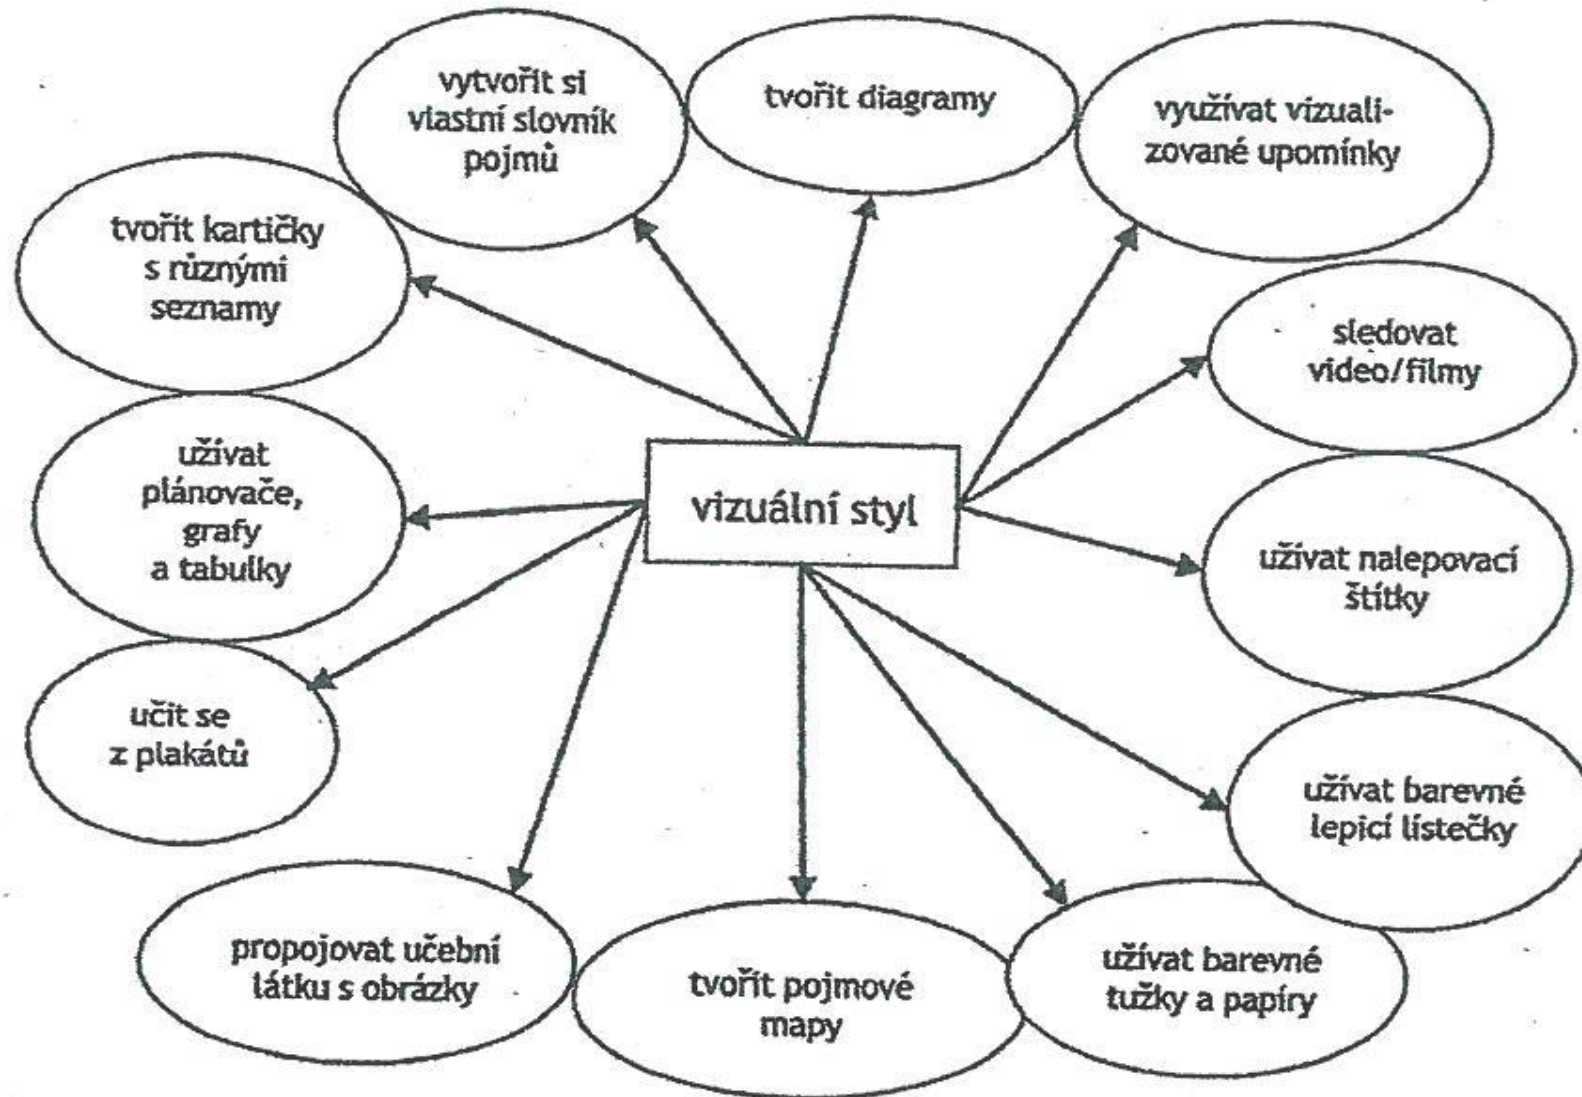 vytvořit si
vlastní slovník
pojmů
tvořit diagramy
využívat vizuali-
zované upomínky
tvořit kartičky
s různými
seznamy
sledovat
video/filmy
užívat
plánovače,
grafy
a tabulky
vizuální styl
užívat nalepovací
štítky
učit se
z plakátů
užívat barevné
lepicí lístečky
propojovat učební
látku s obrázky
tvořit pojmové
mapy
užívat barevné
tužky a papíry